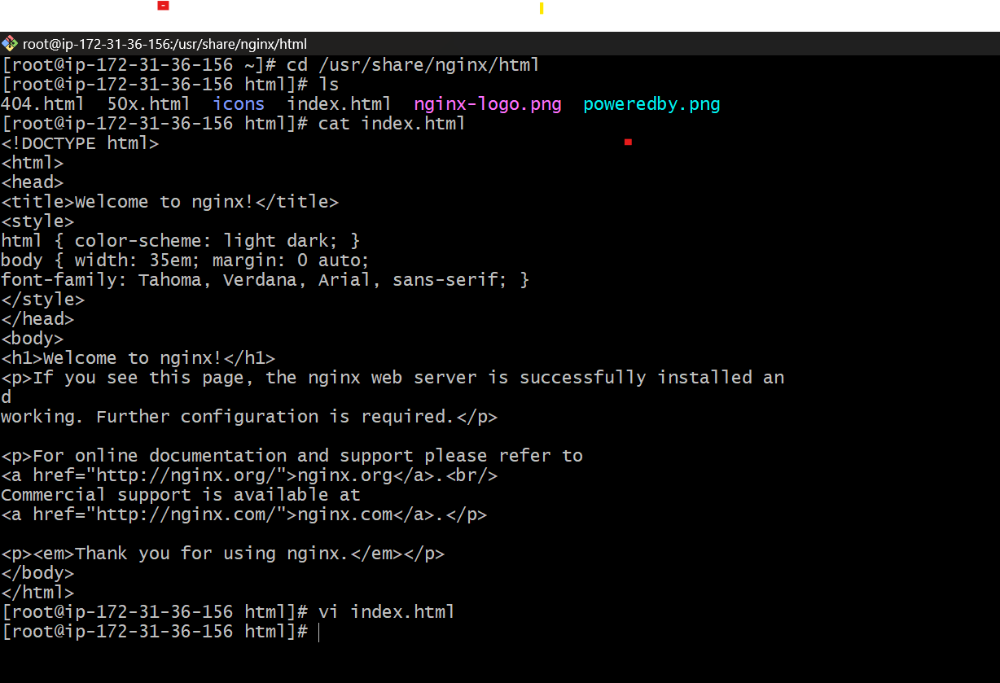 root@ip-172-31-36-156:/usr/share/nginx/html
[root@ip-172-31-36-156 ~]# cd /usr/share/nginx/html
[root@ip-172-31-36-156 html]# ls
404.html  50x.html  icons  index.html  nginx-logo.png  poweredby.png
[root@ip-172-31-36-156 html]# cat index.html
<!DOCTYPE html>
<html>
<head>
<title>Welcome to nginx!</title>
<style>
html { color-scheme: light dark; }
body { width: 35em; margin: 0 auto;
font-family: Tahoma, Verdana, Arial, sans-serif; }
</style>
</head>
<body>
<h1>Welcome to nginx!</h1>
<p>If you see this page, the nginx web server is successfully installed an
d
working. Further configuration is required.</p>

<p>For online documentation and support please refer to
<a href="http://nginx.org/">nginx.org</a>.<br/>
Commercial support is available at
<a href="http://nginx.com/">nginx.com</a>.</p>

<p><em>Thank you for using nginx.</em></p>
</body>
</html>
[root@ip-172-31-36-156 html]# vi index.html
[root@ip-172-31-36-156 html]#